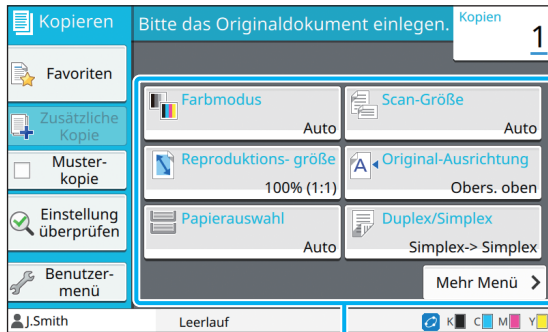 Kopieren
Bitte das Originaldokument einlegen.
Kopien
1
Favoriten
Zusätzliche
Kopie
Muster-
kopie
Einstellung
überprüfen
Benutzer-
menü
Farbmodus
Auto
Scan-Größe
Auto
Reproduktions- größe
100% (1:1)
A
Original-Ausrichtung
Obers. oben
Papierauswahl
Auto
Duplex/Simplex
Simplex-> Simplex
Mehr Menü
J.Smith
Leerlauf
K C M Y